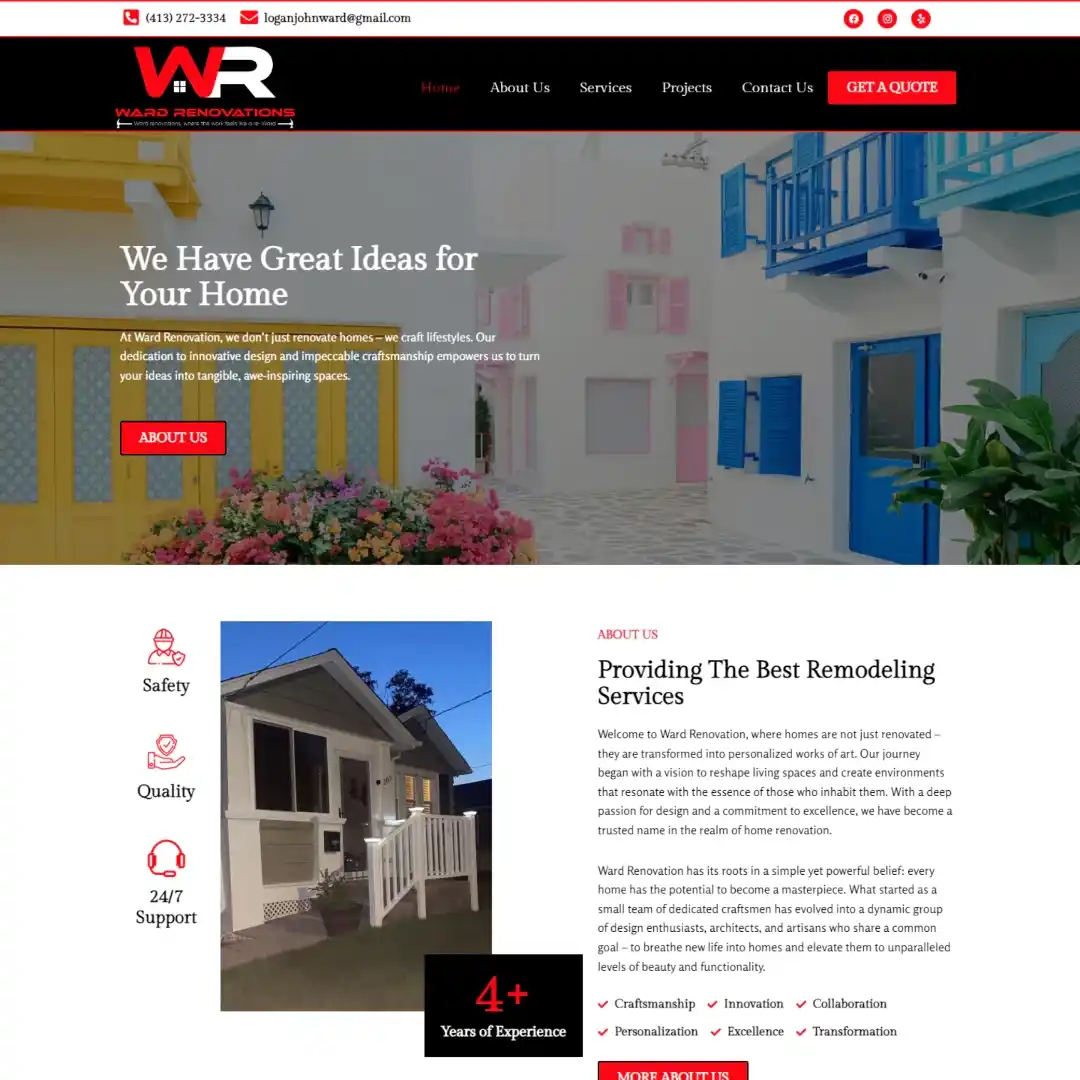 (413) 272-3334 loganjohnward@gmail.com
WR
WARD RENOVATIONS
Ward renovations, where the work feels like a re-Ward
Home About Us Services Projects Contact Us GET A QUOTE
We Have Great Ideas for
Your Home
At Ward Renovation, we don't just renovate homes – we craft lifestyles. Our
dedication to innovative design and impeccable craftsmanship empowers us to turn
your ideas into tangible, awe-inspiring spaces.
ABOUT US
Safety
Quality
24/7
Support
4+
Years of Experience
ABOUT US
Providing The Best Remodeling
Services
Welcome to Ward Renovation, where homes are not just renovated –
they are transformed into personalized works of art. Our journey
began with a vision to reshape living spaces and create environments
that resonate with the essence of those who inhabit them. With a deep
passion for design and a commitment to excellence, we have become a
trusted name in the realm of home renovation.
Ward Renovation has its roots in a simple yet powerful belief: every
home has the potential to become a masterpiece. What started as a
small team of dedicated craftsmen has evolved into a dynamic group
of design enthusiasts, architects, and artisans who share a common
goal – to breathe new life into homes and elevate them to unparalleled
levels of beauty and functionality.
Craftsmanship Innovation Collaboration
Personalization Excellence Transformation
MORE ABOUT US